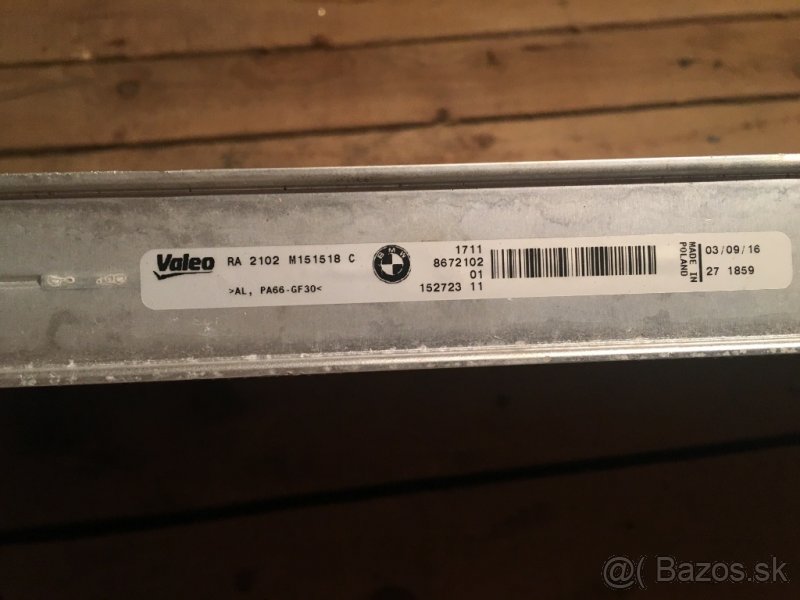 Valeo RA 2102 M151518 C
>AL, PA66-GF30<
BMW
1711
8672102
01
152723 11
MADE IN
POLAND
03/09/16
27 1859
@( Bazos.sk